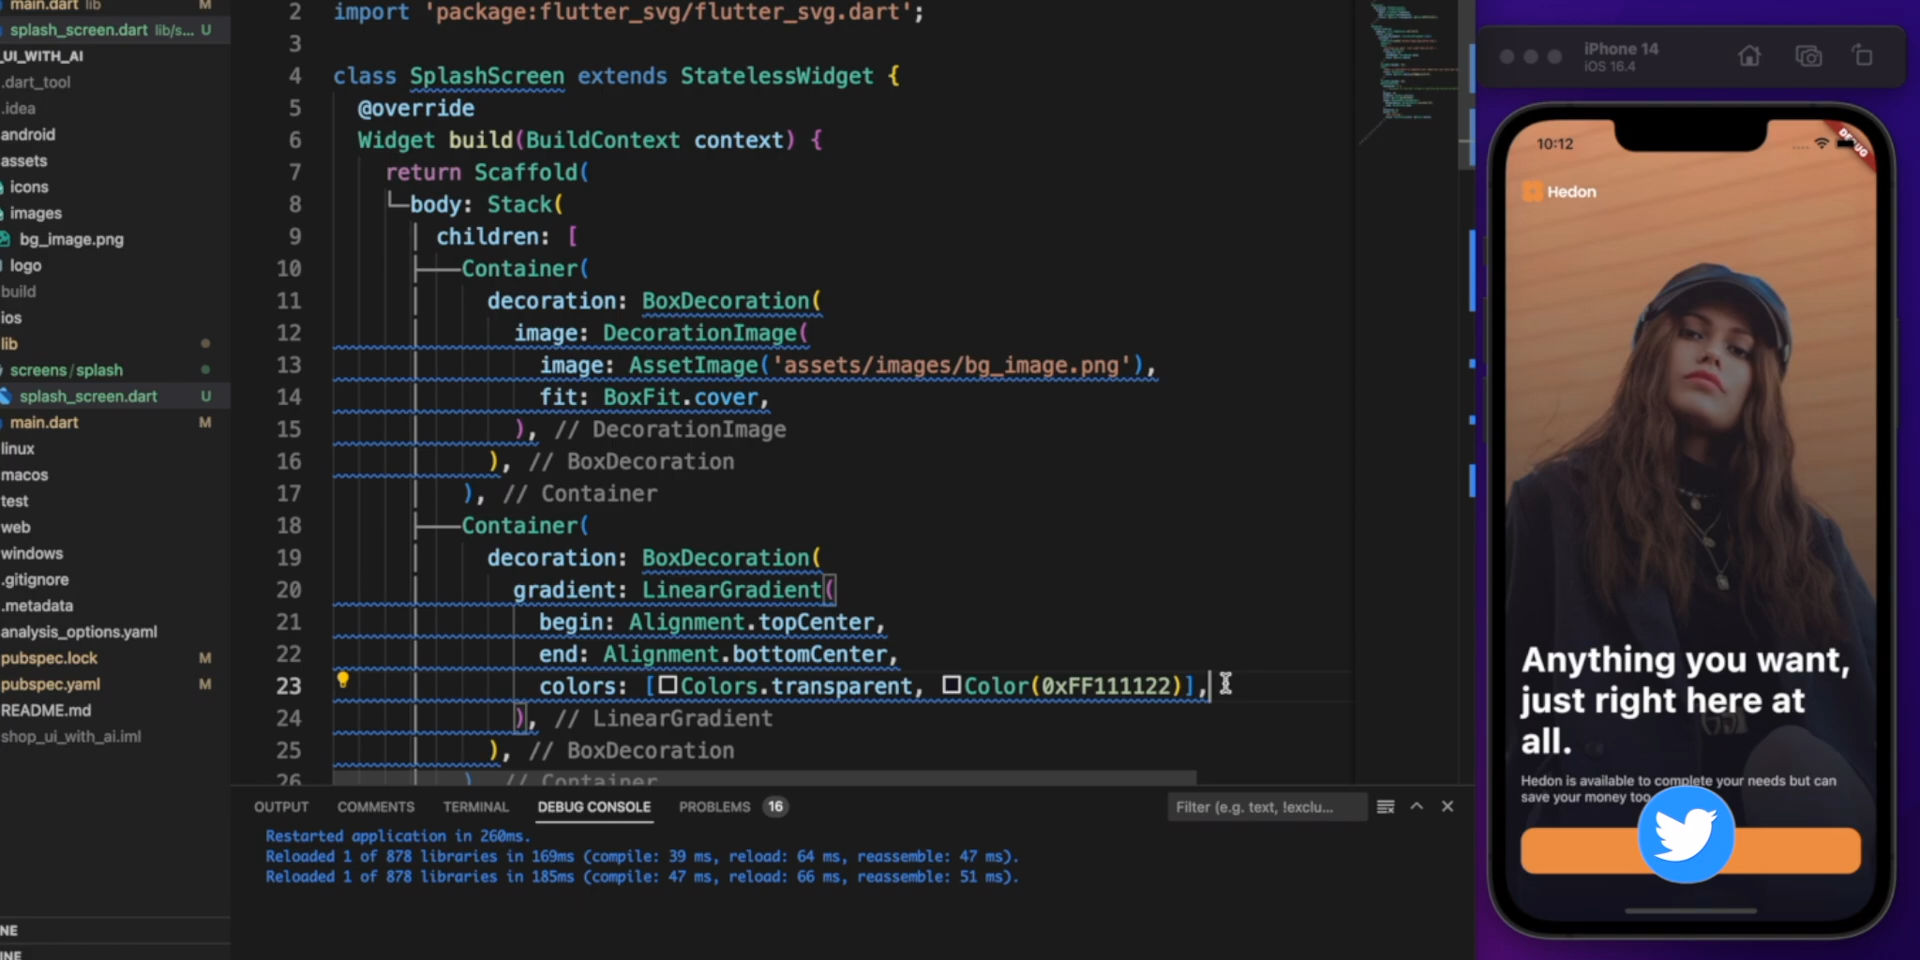 main.dart lib M
splash_screen.dart lib/s... U
_UI_WITH_AI
.dart_tool
.idea
android
assets
icons
images
bg_image.png
logo
build
ios
lib
screens/splash
splash_screen.dart U
main.dart M
linux
macos
test
web
windows
.gitignore
.metadata
analysis_options.yaml
pubspec.lock M
pubspec.yaml M
README.md
shop_ui_with_ai.iml
NE
INE
2 import 'package:flutter_svg/flutter_svg.dart';
3
4 class SplashScreen extends StatelessWidget {
5 @override
6 Widget build(BuildContext context) {
7 return Scaffold(
8 body: Stack(
9 children: [
10 Container(
11 decoration: BoxDecoration(
12 image: DecorationImage(
13 image: AssetImage('assets/images/bg_image.png'),
14 fit: BoxFit.cover,
15 ), // DecorationImage
16 ), // BoxDecoration
17 ), // Container
18 Container(
19 decoration: BoxDecoration(
20 gradient: LinearGradient(
21 begin: Alignment.topCenter,
22 end: Alignment.bottomCenter,
23 colors: [Colors.transparent, Color(0xFF111122)],
24 ), // LinearGradient
25 ), // BoxDecoration
26 ) // Container
OUTPUT COMMENTS TERMINAL DEBUG CONSOLE PROBLEMS 16 Filter (e.g. text, !exclu...
Restarted application in 260ms.
Reloaded 1 of 878 libraries in 169ms (compile: 39 ms, reload: 64 ms, reassemble: 47 ms).
Reloaded 1 of 878 libraries in 185ms (compile: 47 ms, reload: 66 ms, reassemble: 51 ms).
iPhone 14
iOS 16.4
10:12
Hedon
Anything you want,
just right here at
all.
Hedon is available to complete your needs but can
save your money too